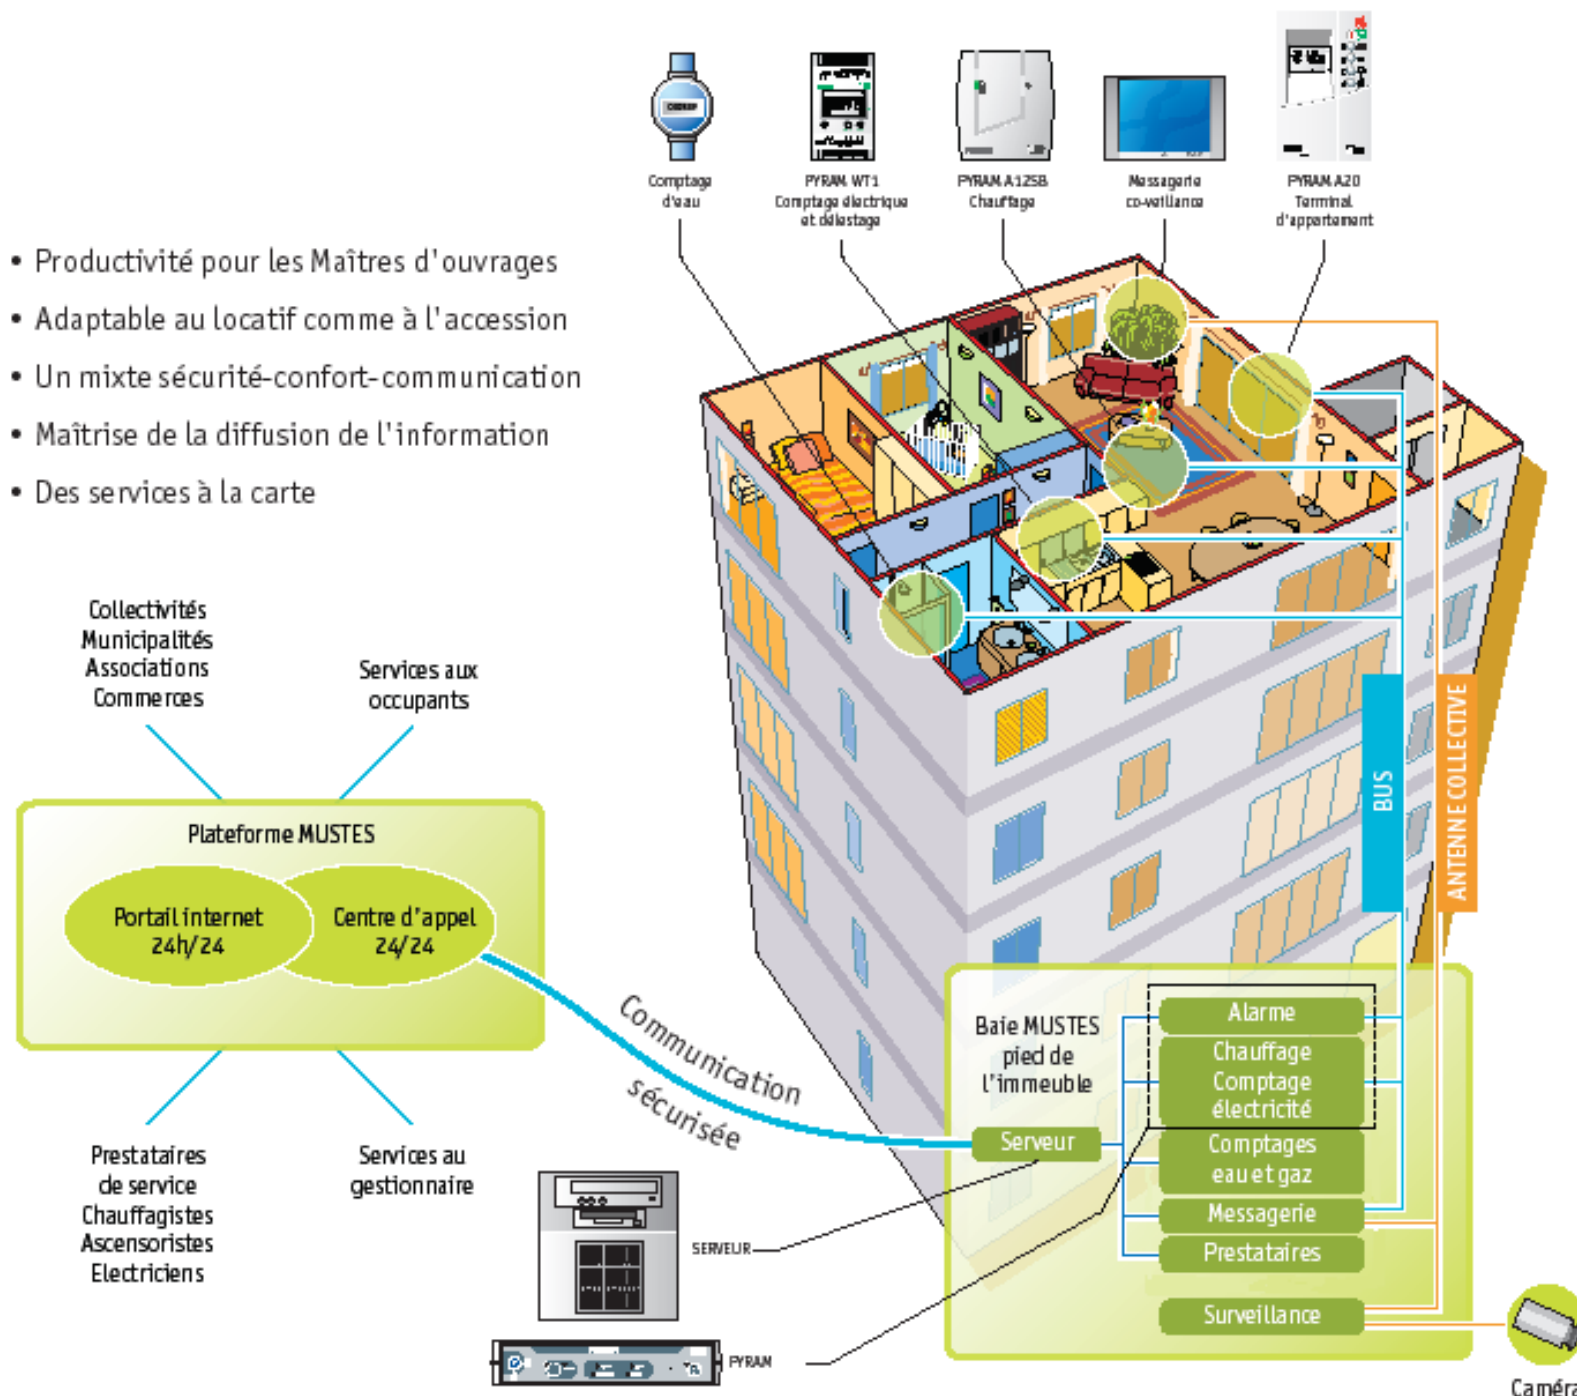 Comptage
d'eau
PYRAM WT1
Comptage électrique
et délestage
PYRAM A12SB
Chauffage
Messagerie
co-veillance
PYRAM A20
Terminal
d'appartement
• Productivité pour les Maîtres d'ouvrages
• Adaptable au locatif comme à l'accession
• Un mixte sécurité-confort-communication
• Maîtrise de la diffusion de l'information
• Des services à la carte
Collectivités
Municipalités
Associations
Commerces
Services aux
occupants
Plateforme MUSTES
Portail internet
24h/24
Centre d'appel
24/24
Prestataires
de service
Chauffagistes
Ascensoristes
Electriciens
Services au
gestionnaire
Communication
sécurisée
BUS
ANTENNE COLLECTIVE
Baie MUSTES
pied de
l'immeuble
Serveur
Alarme
Chauffage
Comptage
électricité
Comptages
eau et gaz
Messagerie
Prestataires
Surveillance
SERVEUR
PYRAM
Caméra